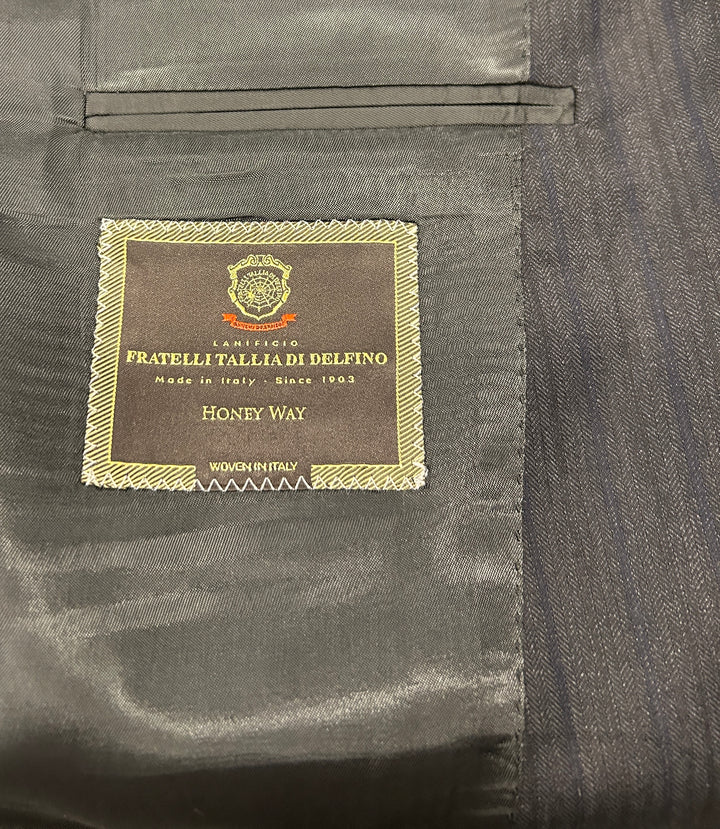 LANIFICIO
FRATELLI TALLIA DI DELFINO
Made in Italy · Since 1903
HONEY WAY
WOVEN IN ITALY